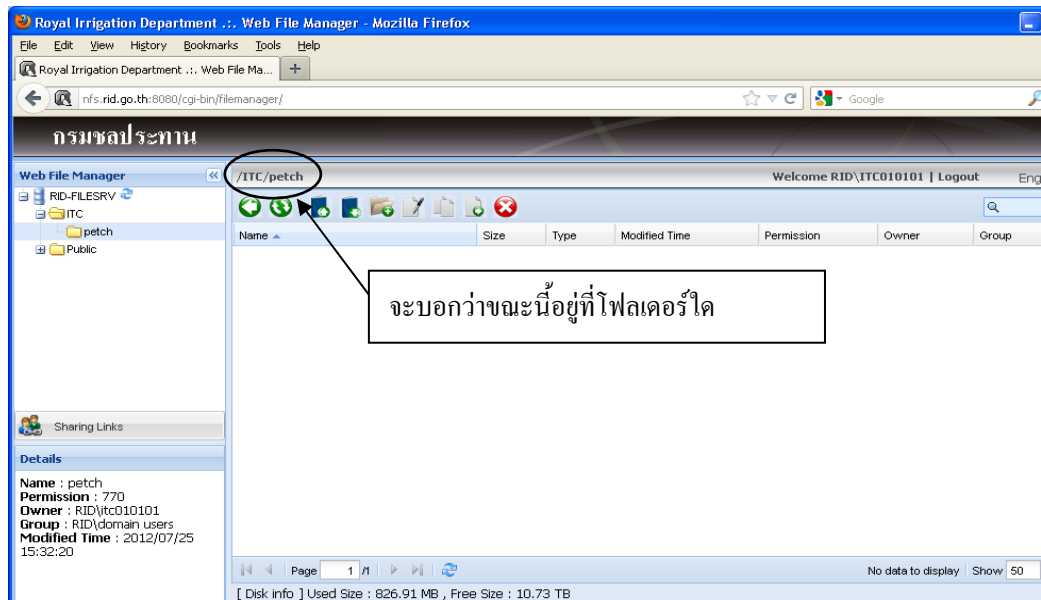 Royal Irrigation Department .:. Web File Manager - Mozilla Firefox
File Edit View History Bookmarks Tools Help
Royal Irrigation Department .:. Web File Ma...
nfs.rid.go.th:8080/cgi-bin/filemanager/
Google
กรมชลประทาน
Web File Manager
/ITC/petch
Welcome RID\ITC010101 | Logout
Eng
RID-FILESRV
ITC
petch
Public
Name Size Type Modified Time Permission Owner Group
จะบอกว่าขณะนี้อยู่ที่โฟลเดอร์ใด
Sharing Links
Details
Name : petch
Permission : 770
Owner : RID\itc010101
Group : RID\domain users
Modified Time : 2012/07/25
15:32:20
Page 1 /1
No data to display Show 50
[ Disk info ] Used Size : 826.91 MB , Free Size : 10.73 TB